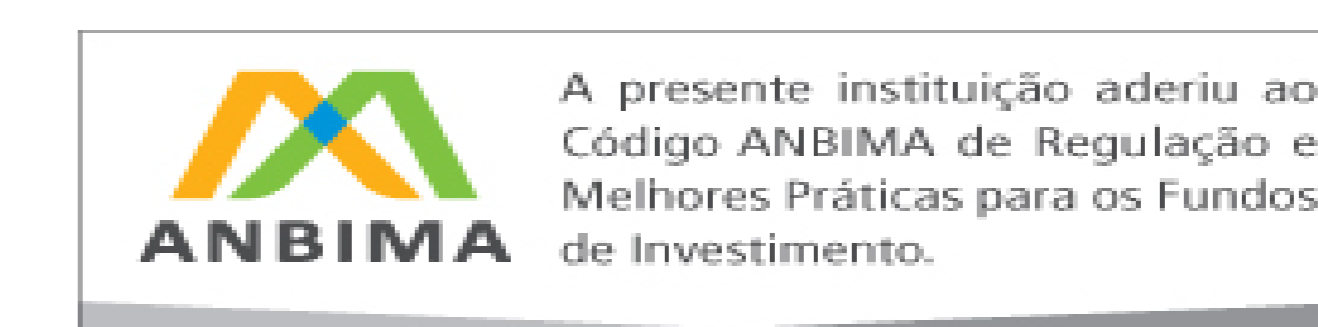 ANBIMA
A presente instituição aderiu ao
Código ANBIMA de Regulação e
Melhores Práticas para os Fundos
de Investimento.